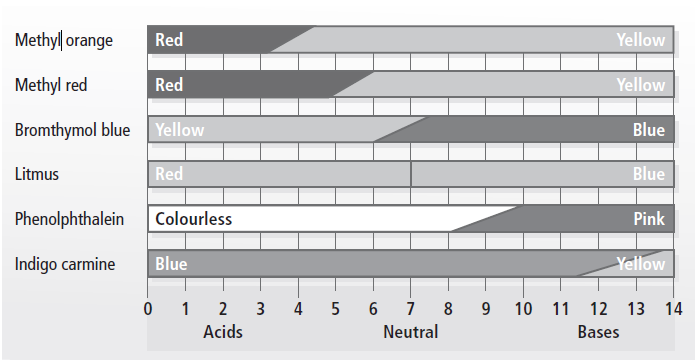 Methyl orange Red Yellow
Methyl red Red Yellow
Bromthymol blue Yellow Blue
Litmus Red Blue
Phenolphthalein Colourless Pink
Indigo carmine Blue Yellow
0 1 2 3 4 5 6 7 8 9 10 11 12 13 14
Acids Neutral Bases